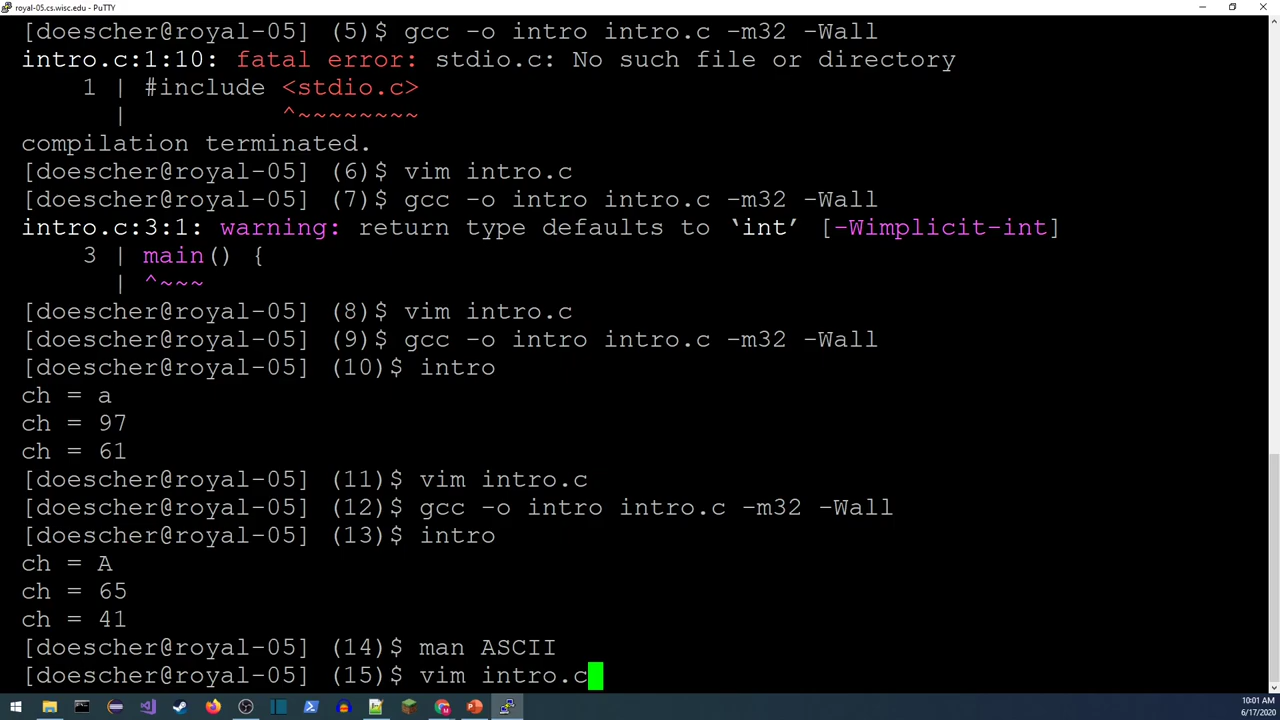 royal-05.cs.wisc.edu - PuTTY
[doescher@royal-05] (5)$ gcc -o intro intro.c -m32 -Wall
intro.c:1:10: fatal error: stdio.c: No such file or directory
    1 | #include <stdio.c>
      |          ^~~~~~~~~
compilation terminated.
[doescher@royal-05] (6)$ vim intro.c
[doescher@royal-05] (7)$ gcc -o intro intro.c -m32 -Wall
intro.c:3:1: warning: return type defaults to ‘int’ [-Wimplicit-int]
    3 | main() {
      | ^~~~
[doescher@royal-05] (8)$ vim intro.c
[doescher@royal-05] (9)$ gcc -o intro intro.c -m32 -Wall
[doescher@royal-05] (10)$ intro
ch = a
ch = 97
ch = 61
[doescher@royal-05] (11)$ vim intro.c
[doescher@royal-05] (12)$ gcc -o intro intro.c -m32 -Wall
[doescher@royal-05] (13)$ intro
ch = A
ch = 65
ch = 41
[doescher@royal-05] (14)$ man ASCII
[doescher@royal-05] (15)$ vim intro.c
10:01 AM
6/17/2020